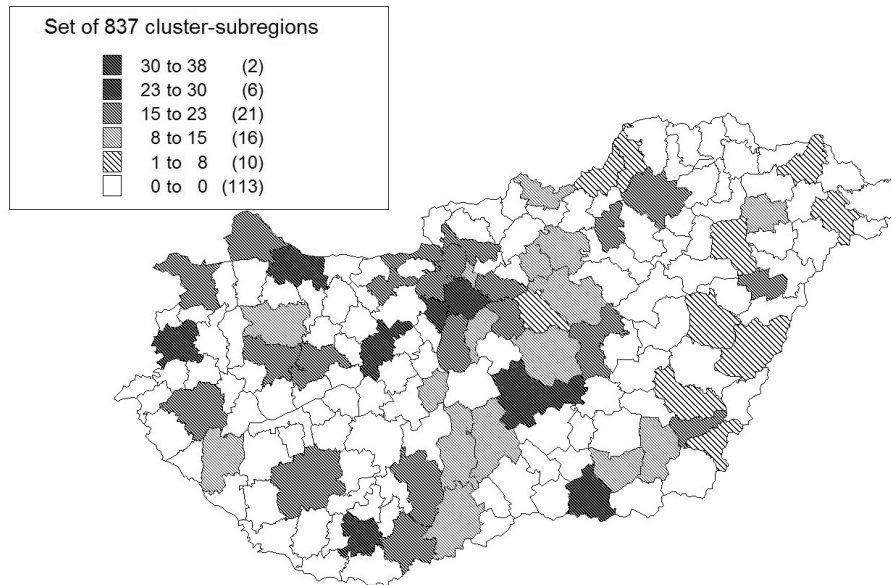 Set of 837 cluster-subregions
30 to 38 (2)
23 to 30 (6)
15 to 23 (21)
8 to 15 (16)
1 to 8 (10)
0 to 0 (113)